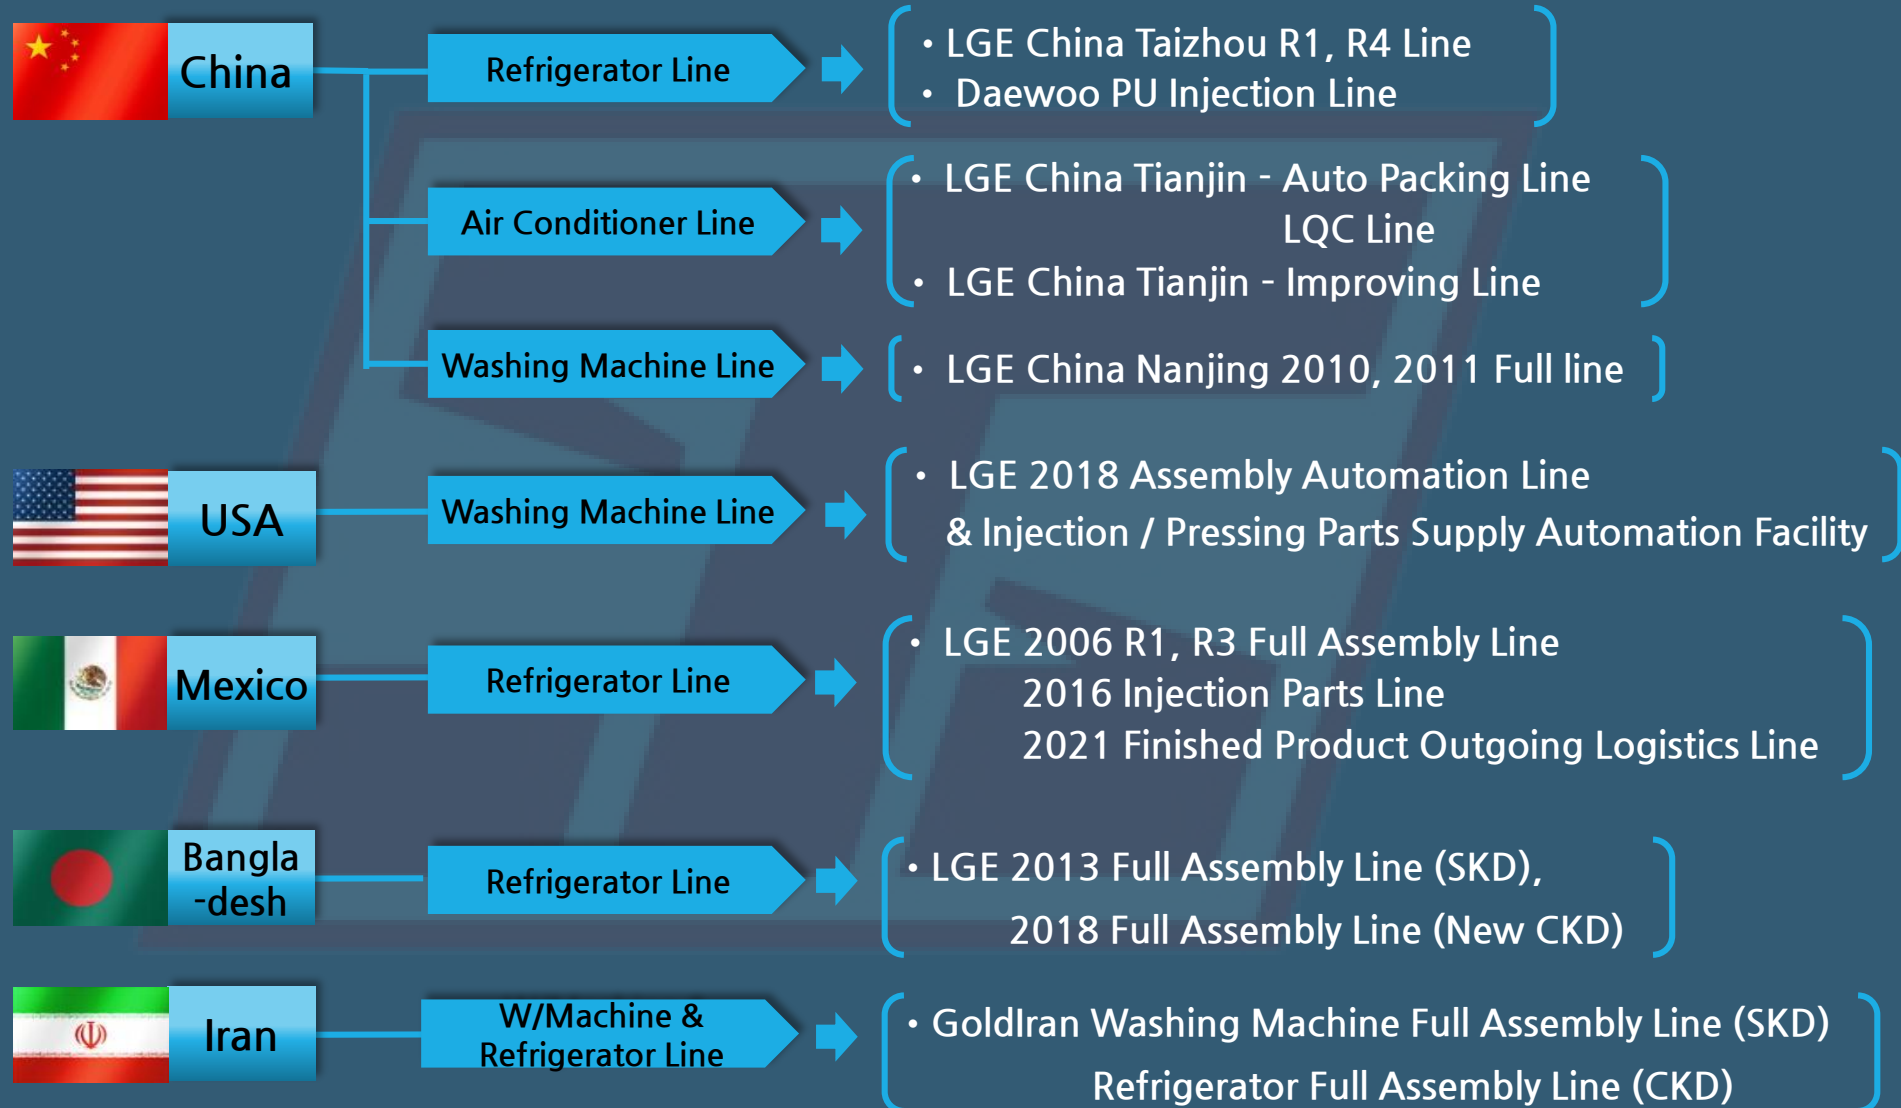 China
Refrigerator Line
• LGE China Taizhou R1, R4 Line
• Daewoo PU Injection Line
Air Conditioner Line
• LGE China Tianjin - Auto Packing Line
LQC Line
• LGE China Tianjin - Improving Line
Washing Machine Line
• LGE China Nanjing 2010, 2011 Full line
USA
Washing Machine Line
• LGE 2018 Assembly Automation Line
& Injection / Pressing Parts Supply Automation Facility
Mexico
Refrigerator Line
• LGE 2006 R1, R3 Full Assembly Line
2016 Injection Parts Line
2021 Finished Product Outgoing Logistics Line
Bangla
-desh
Refrigerator Line
• LGE 2013 Full Assembly Line (SKD),
2018 Full Assembly Line (New CKD)
Iran
W/Machine &
Refrigerator Line
• GoldIran Washing Machine Full Assembly Line (SKD)
Refrigerator Full Assembly Line (CKD)